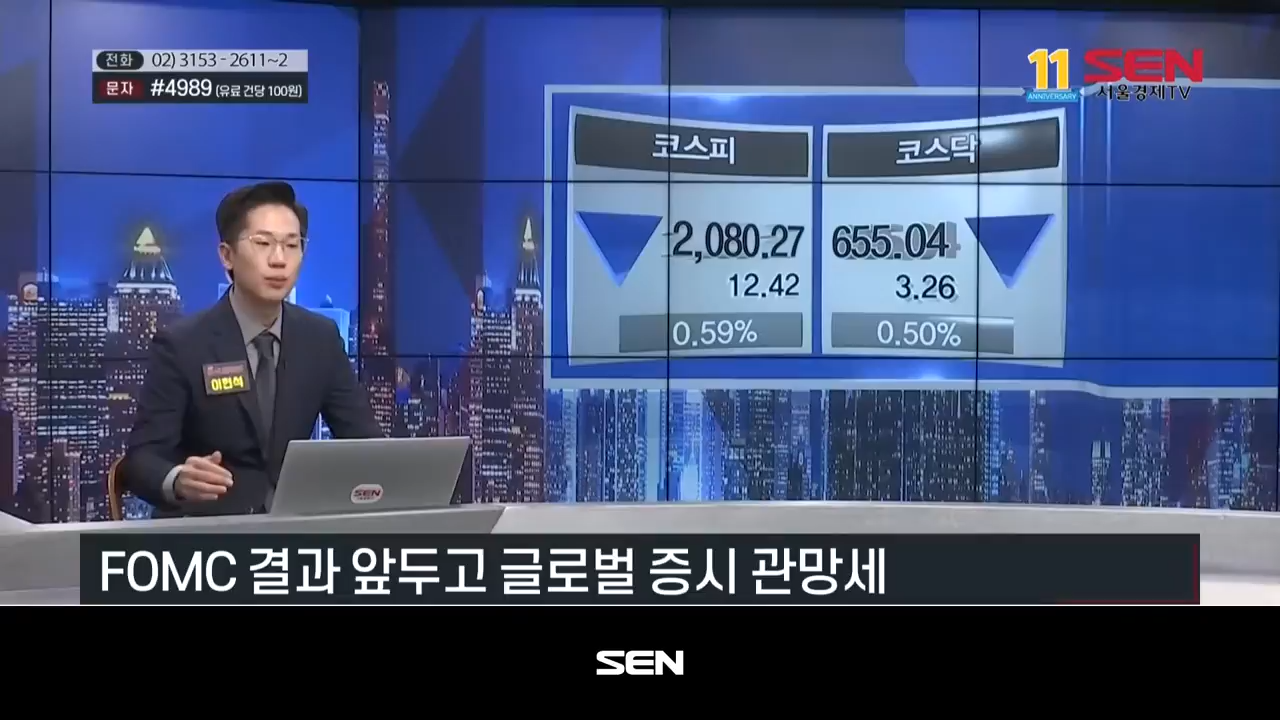 전화 02) 3153 - 2611~2
문자 #4989 (유료 건당 100원)
11 SEN
ANNIVERSARY 서울경제TV
코스피
코스닥
2,080.27
12.42
0.59%
655.04
3.26
0.50%
이헌석
SEN
FOMC 결과 앞두고 글로벌 증시 관망세
SEN